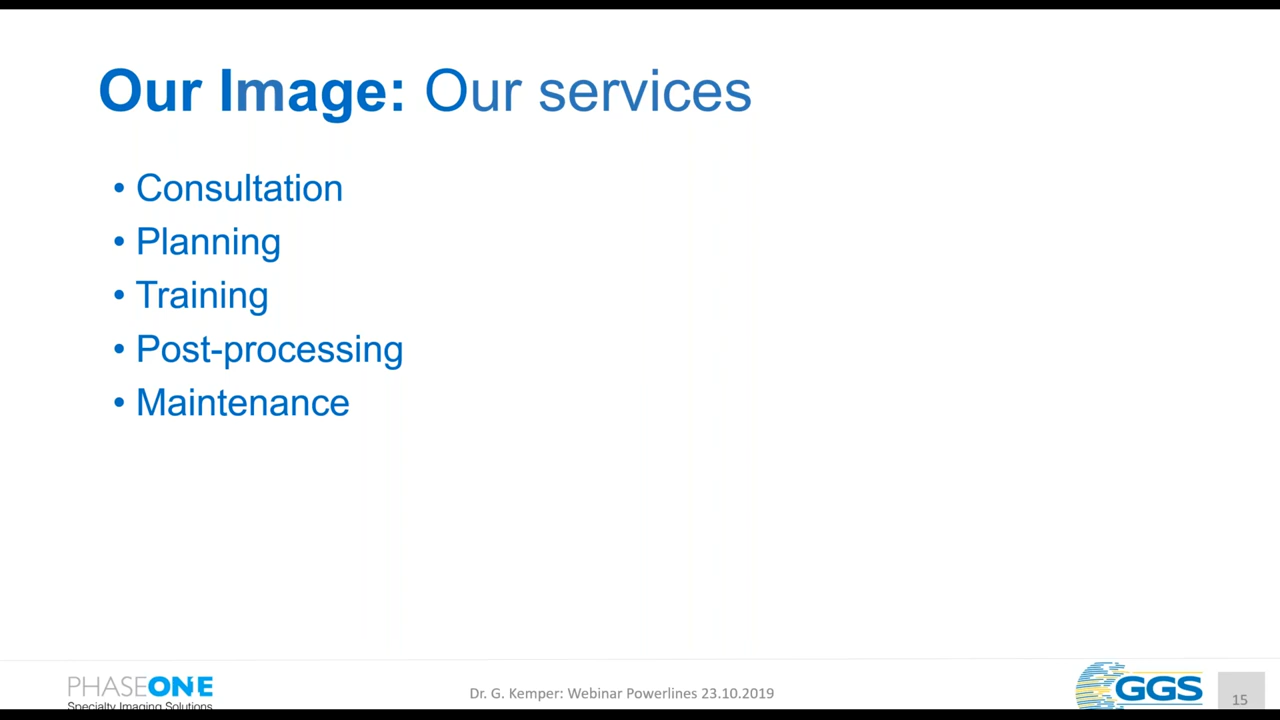 Our Image: Our services
• Consultation
• Planning
• Training
• Post-processing
• Maintenance
PHASEONE
Specialty Imaging Solutions
Dr. G. Kemper: Webinar Powerlines 23.10.2019
GGS
15